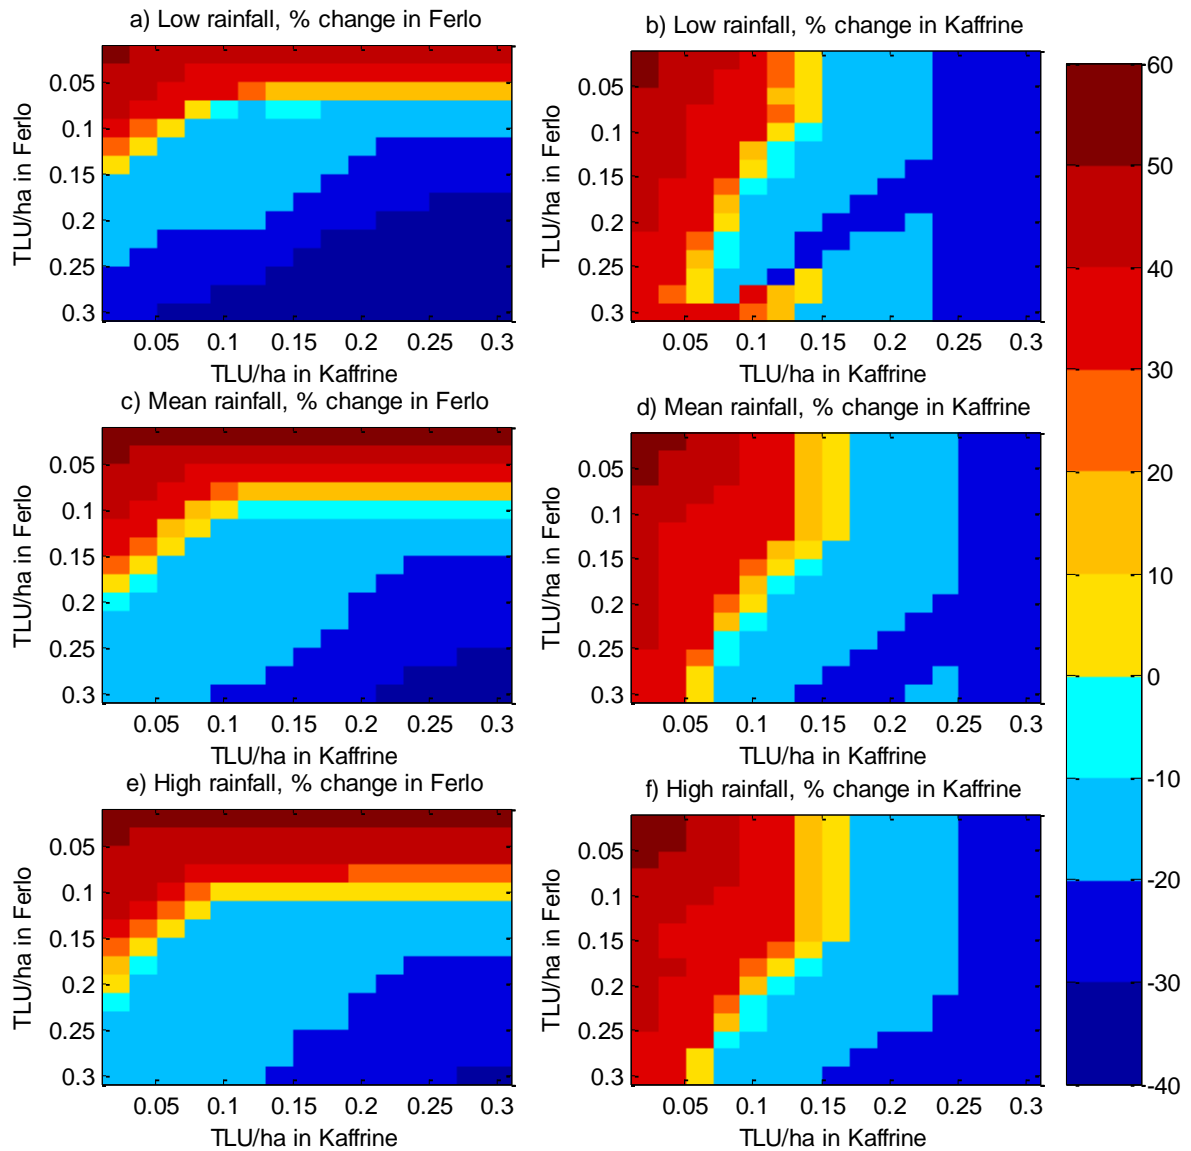 a) Low rainfall, % change in Ferlo
b) Low rainfall, % change in Kaffrine
TLU/ha in Ferlo
0.05
0.1
0.15
0.2
0.25
0.3
0.05 0.1 0.15 0.2 0.25 0.3
TLU/ha in Kaffrine
TLU/ha in Ferlo
0.05
0.1
0.15
0.2
0.25
0.3
0.05 0.1 0.15 0.2 0.25 0.3
TLU/ha in Kaffrine
c) Mean rainfall, % change in Ferlo
d) Mean rainfall, % change in Kaffrine
TLU/ha in Ferlo
0.05
0.1
0.15
0.2
0.25
0.3
0.05 0.1 0.15 0.2 0.25 0.3
TLU/ha in Kaffrine
TLU/ha in Ferlo
0.05
0.1
0.15
0.2
0.25
0.3
0.05 0.1 0.15 0.2 0.25 0.3
TLU/ha in Kaffrine
e) High rainfall, % change in Ferlo
f) High rainfall, % change in Kaffrine
TLU/ha in Ferlo
0.05
0.1
0.15
0.2
0.25
0.3
0.05 0.1 0.15 0.2 0.25 0.3
TLU/ha in Kaffrine
TLU/ha in Ferlo
0.05
0.1
0.15
0.2
0.25
0.3
0.05 0.1 0.15 0.2 0.25 0.3
TLU/ha in Kaffrine
60
50
40
30
20
10
0
-10
-20
-30
-40